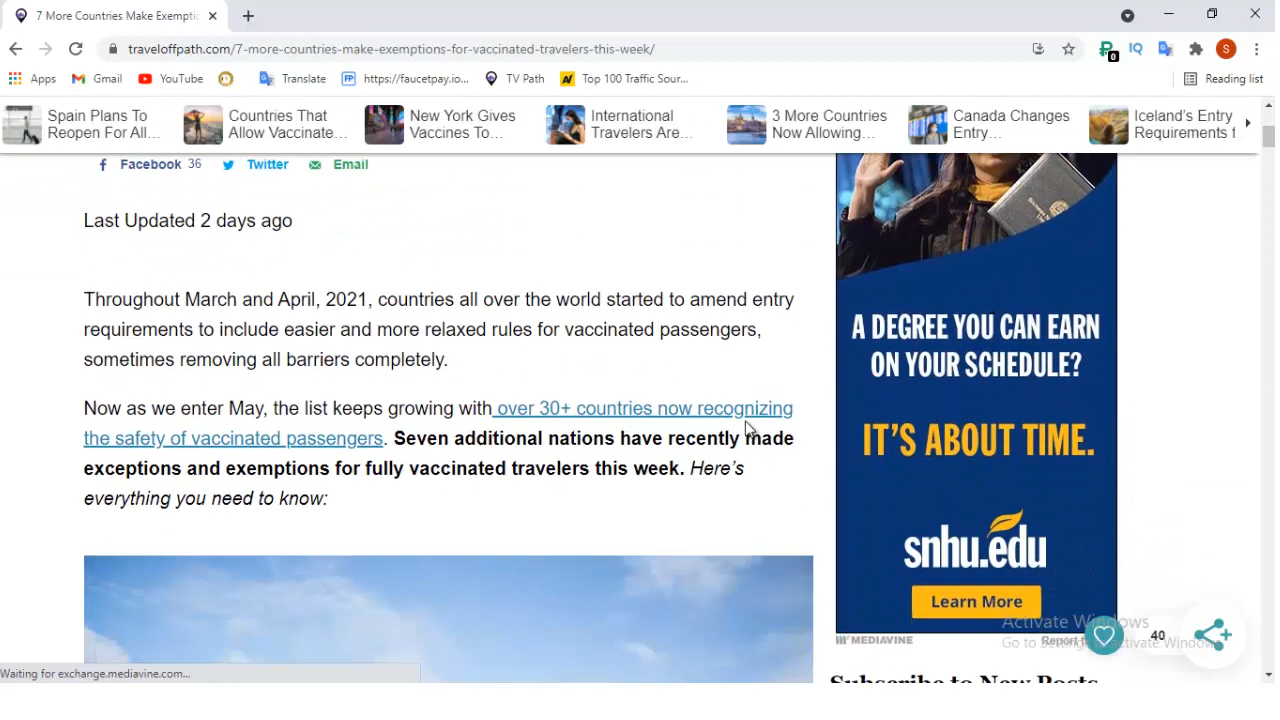 7 More Countries Make Exemptic
traveloffpath.com/7-more-countries-make-exemptions-for-vaccinated-travelers-this-week/
0
IQ
S
Apps
Gmail
YouTube
Translate
FP
https://faucetpay.io...
TV Path
AV
Top 100 Traffic Sour...
Reading list
Spain Plans To
Reopen For All...
Countries That
Allow Vaccinate...
New York Gives
Vaccines To...
International
Travelers Are...
3 More Countries
Now Allowing...
Canada Changes
Entry...
Iceland's Entry
Requirements f
Facebook 36
Twitter
Email
Last Updated 2 days ago
Throughout March and April, 2021, countries all over the world started to amend entry
requirements to include easier and more relaxed rules for vaccinated passengers,
sometimes removing all barriers completely.
Now as we enter May, the list keeps growing with over 30+ countries now recognizing
the safety of vaccinated passengers. Seven additional nations have recently made
exceptions and exemptions for fully vaccinated travelers this week. Here's
everything you need to know:
A DEGREE YOU CAN EARN
ON YOUR SCHEDULE?
IT'S ABOUT TIME.
snhu.edu
Learn More
MEDIAVINE
Activate Windows
Go to Settings to activate Windows
40
Subscribe to New Posts
Waiting for exchange.mediavine.com...